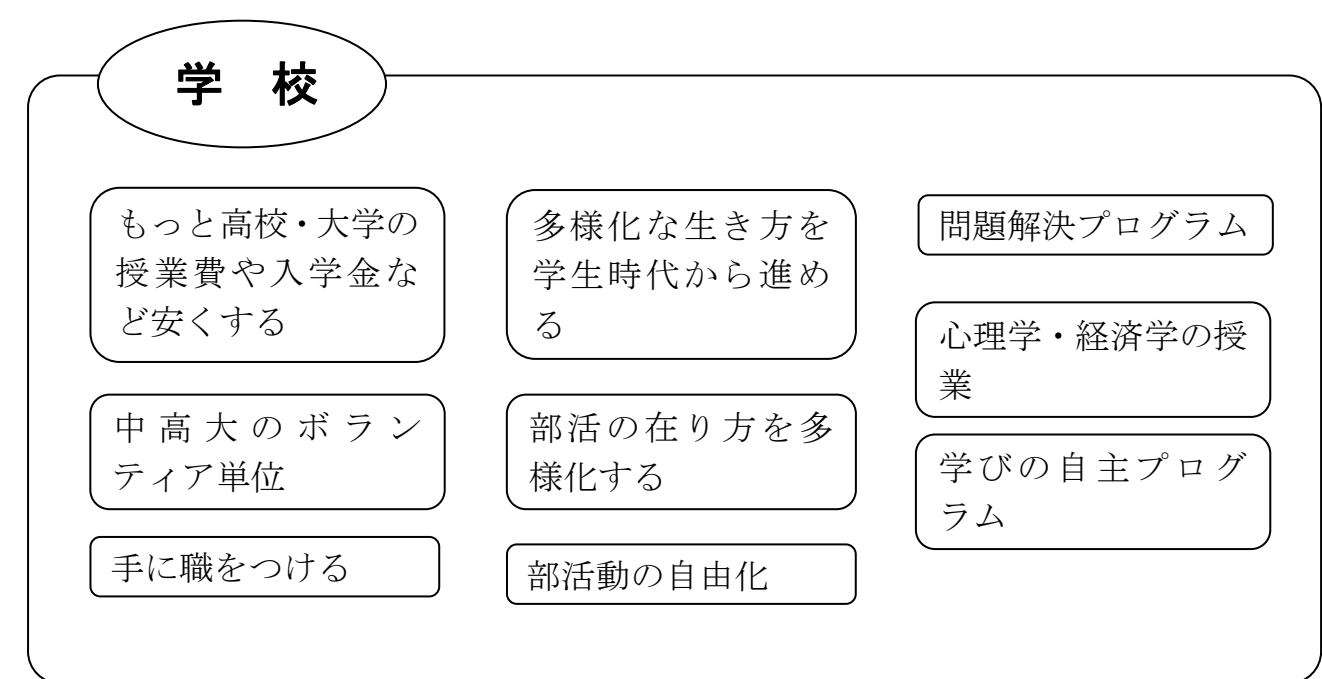 学 校
もっと高校・大学の
授業費や入学金な
ど安くする
中高大のボラン
ティア単位
手に職をつける
多様化な生き方を
学生時代から進め
る
部活の在り方を多
様化する
部活動の自由化
問題解決プログラム
心理学・経済学の授
業
学びの自主プログ
ラム